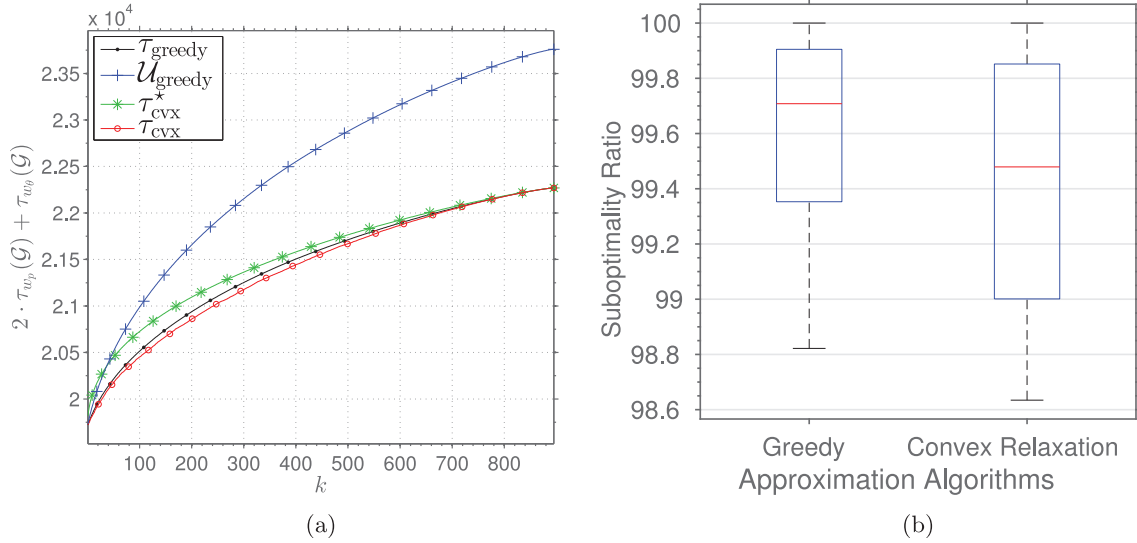 x 10⁴
τ_greedy
𝒰_greedy
τ*_cvx
τ_cvx
2 · τ_{w_p}(𝒢) + τ_{w_θ}(𝒢)
2.35
2.3
2.25
2.2
2.15
2.1
2.05
2
100 200 300 400 500 600 700 800
k
(a)
Suboptimality Ratio
100
99.8
99.6
99.4
99.2
99
98.8
98.6
Greedy Convex Relaxation
Approximation Algorithms
(b)